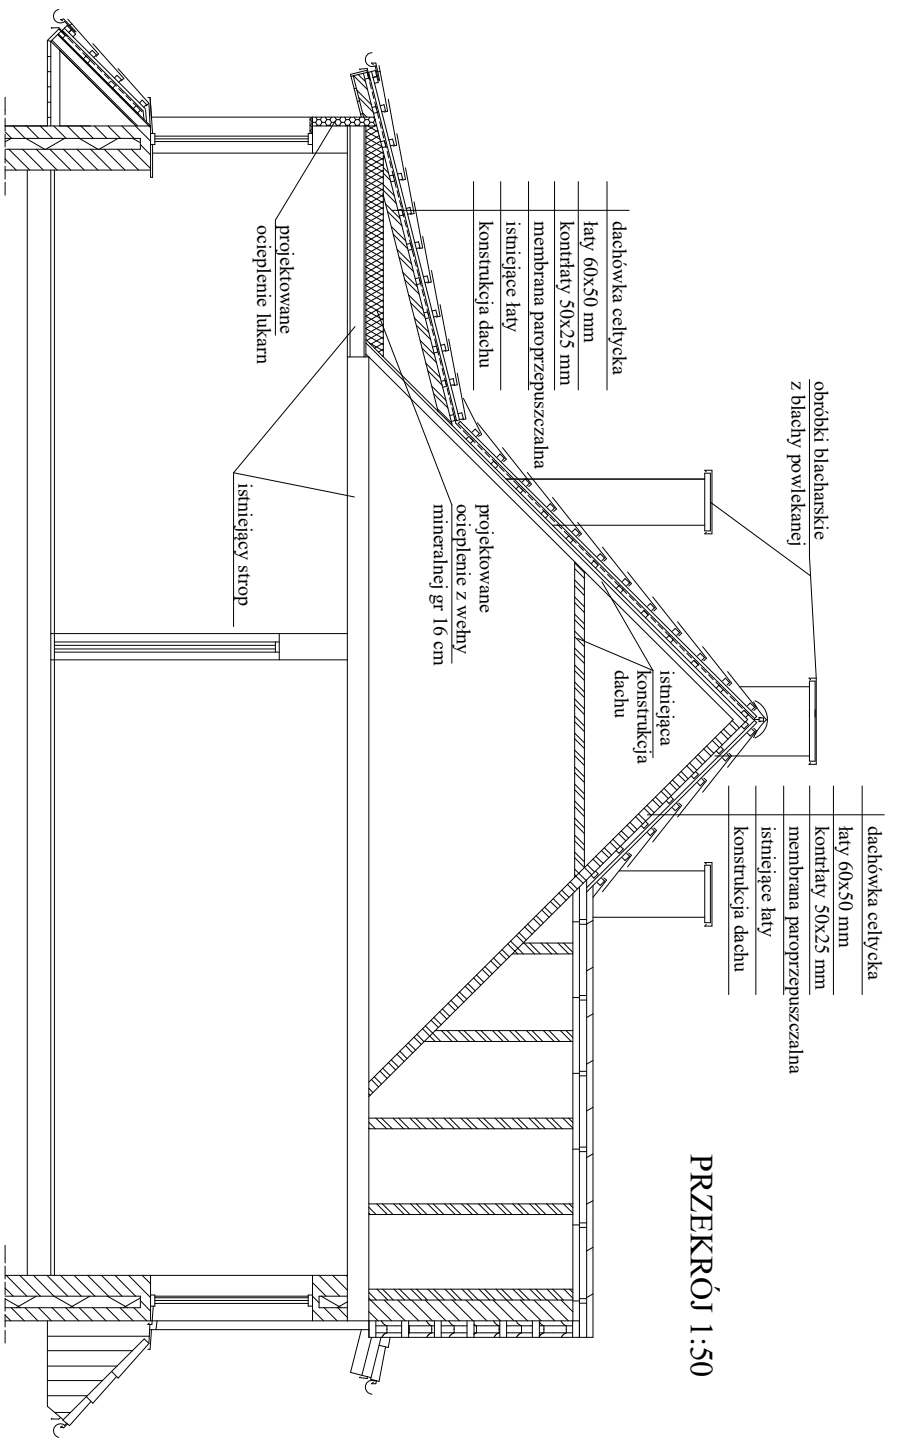 PRZEKRÓJ 1:50
dachówka celtycka
łaty 60x50 mm
kontrłaty 50x25 mm
membrana paroprzepuszczalna
istniejące łaty
konstrukcja dachu
obróbki blacharskie
z blachy powlekanej
dachówka celtycka
łaty 60x50 mm
kontrłaty 50x25 mm
membrana paroprzepuszczalna
istniejące łaty
konstrukcja dachu
istniejąca
konstrukcja
dachu
projektowane
ocieplenie z wełny
mineralnej gr 16 cm
projektowane
ocieplenie lukarn
istniejący strop